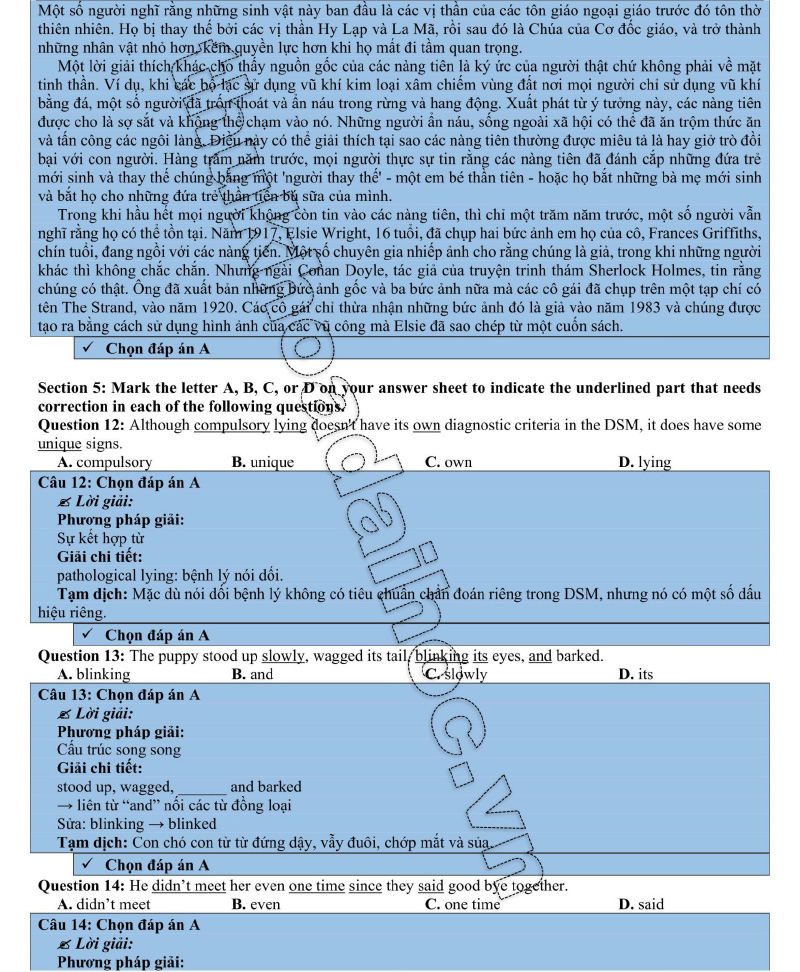 Một số người nghĩ rằng những sinh vật này ban đầu là các vị thần của các tôn giáo ngoại giáo trước đó tôn thờ
thiên nhiên. Họ bị thay thế bởi các vị thần Hy Lạp và La Mã, rồi sau đó là Chúa của Cơ đốc giáo, và trở thành
những nhân vật nhỏ hơn, kém quyền lực hơn khi họ mất đi tầm quan trọng.
Một lời giải thích khác cho thấy nguồn gốc của các nàng tiên là ký ức của người thật chứ không phải về mặt
tinh thần. Ví dụ, khi các bộ lạc sử dụng vũ khí kim loại xâm chiếm vùng đất nơi mọi người chỉ sử dụng vũ khí
bằng đá, một số người đã trốn thoát và ẩn náu trong rừng và hang động. Xuất phát từ ý tưởng này, các nàng tiên
được cho là sợ sắt và không thể chạm vào nó. Những người ẩn náu, sống ngoài xã hội có thể đã ăn trộm thức ăn
và tấn công các ngôi làng. Điều này có thể giải thích tại sao các nàng tiên thường được miêu tả là hay giở trò đồi
bại với con người. Hàng trăm năm trước, mọi người thực sự tin rằng các nàng tiên đã đánh cắp những đứa trẻ
mới sinh và thay thế chúng bằng một 'người thay thế' - một em bé thần tiên - hoặc họ bắt những bà mẹ mới sinh
và bắt họ cho những đứa trẻ thần tiên bú sữa của mình.
Trong khi hầu hết mọi người không còn tin vào các nàng tiên, thì chỉ một trăm năm trước, một số người vẫn
nghĩ rằng họ có thể tồn tại. Năm 1917, Elsie Wright, 16 tuổi, đã chụp hai bức ảnh em họ của cô, Frances Griffiths,
chín tuổi, đang ngồi với các nàng tiên. Một số chuyên gia nhiếp ảnh cho rằng chúng là giả, trong khi những người
khác thì không chắc chắn. Nhưng ngài Conan Doyle, tác giả của truyện trinh thám Sherlock Holmes, tin rằng
chúng có thật. Ông đã xuất bản những bức ảnh gốc và ba bức ảnh nữa mà các cô gái đã chụp trên một tạp chí có
tên The Strand, vào năm 1920. Các cô gái chỉ thừa nhận những bức ảnh đó là giả vào năm 1983 và chúng được
tạo ra bằng cách sử dụng hình ảnh của các vũ công mà Elsie đã sao chép từ một cuốn sách.
✓ Chọn đáp án A
Section 5: Mark the letter A, B, C, or D on your answer sheet to indicate the underlined part that needs
correction in each of the following questions.
Question 12: Although compulsory lying doesn't have its own diagnostic criteria in the DSM, it does have some
unique signs.
A. compulsory B. unique C. own D. lying
Câu 12: Chọn đáp án A
✍ Lời giải:
Phương pháp giải:
Sự kết hợp từ
Giải chi tiết:
pathological lying: bệnh lý nói dối.
Tạm dịch: Mặc dù nói dối bệnh lý không có tiêu chuẩn chẩn đoán riêng trong DSM, nhưng nó có một số dấu
hiệu riêng.
✓ Chọn đáp án A
Question 13: The puppy stood up slowly, wagged its tail, blinking its eyes, and barked.
A. blinking B. and C. slowly D. its
Câu 13: Chọn đáp án A
✍ Lời giải:
Phương pháp giải:
Cấu trúc song song
Giải chi tiết:
stood up, wagged, ______ and barked
→ liên từ “and” nối các từ đồng loại
Sửa: blinking → blinked
Tạm dịch: Con chó con từ từ đứng dậy, vẫy đuôi, chớp mắt và sủa.
✓ Chọn đáp án A
Question 14: He didn’t meet her even one time since they said good bye together.
A. didn’t meet B. even C. one time D. said
Câu 14: Chọn đáp án A
✍ Lời giải:
Phương pháp giải: